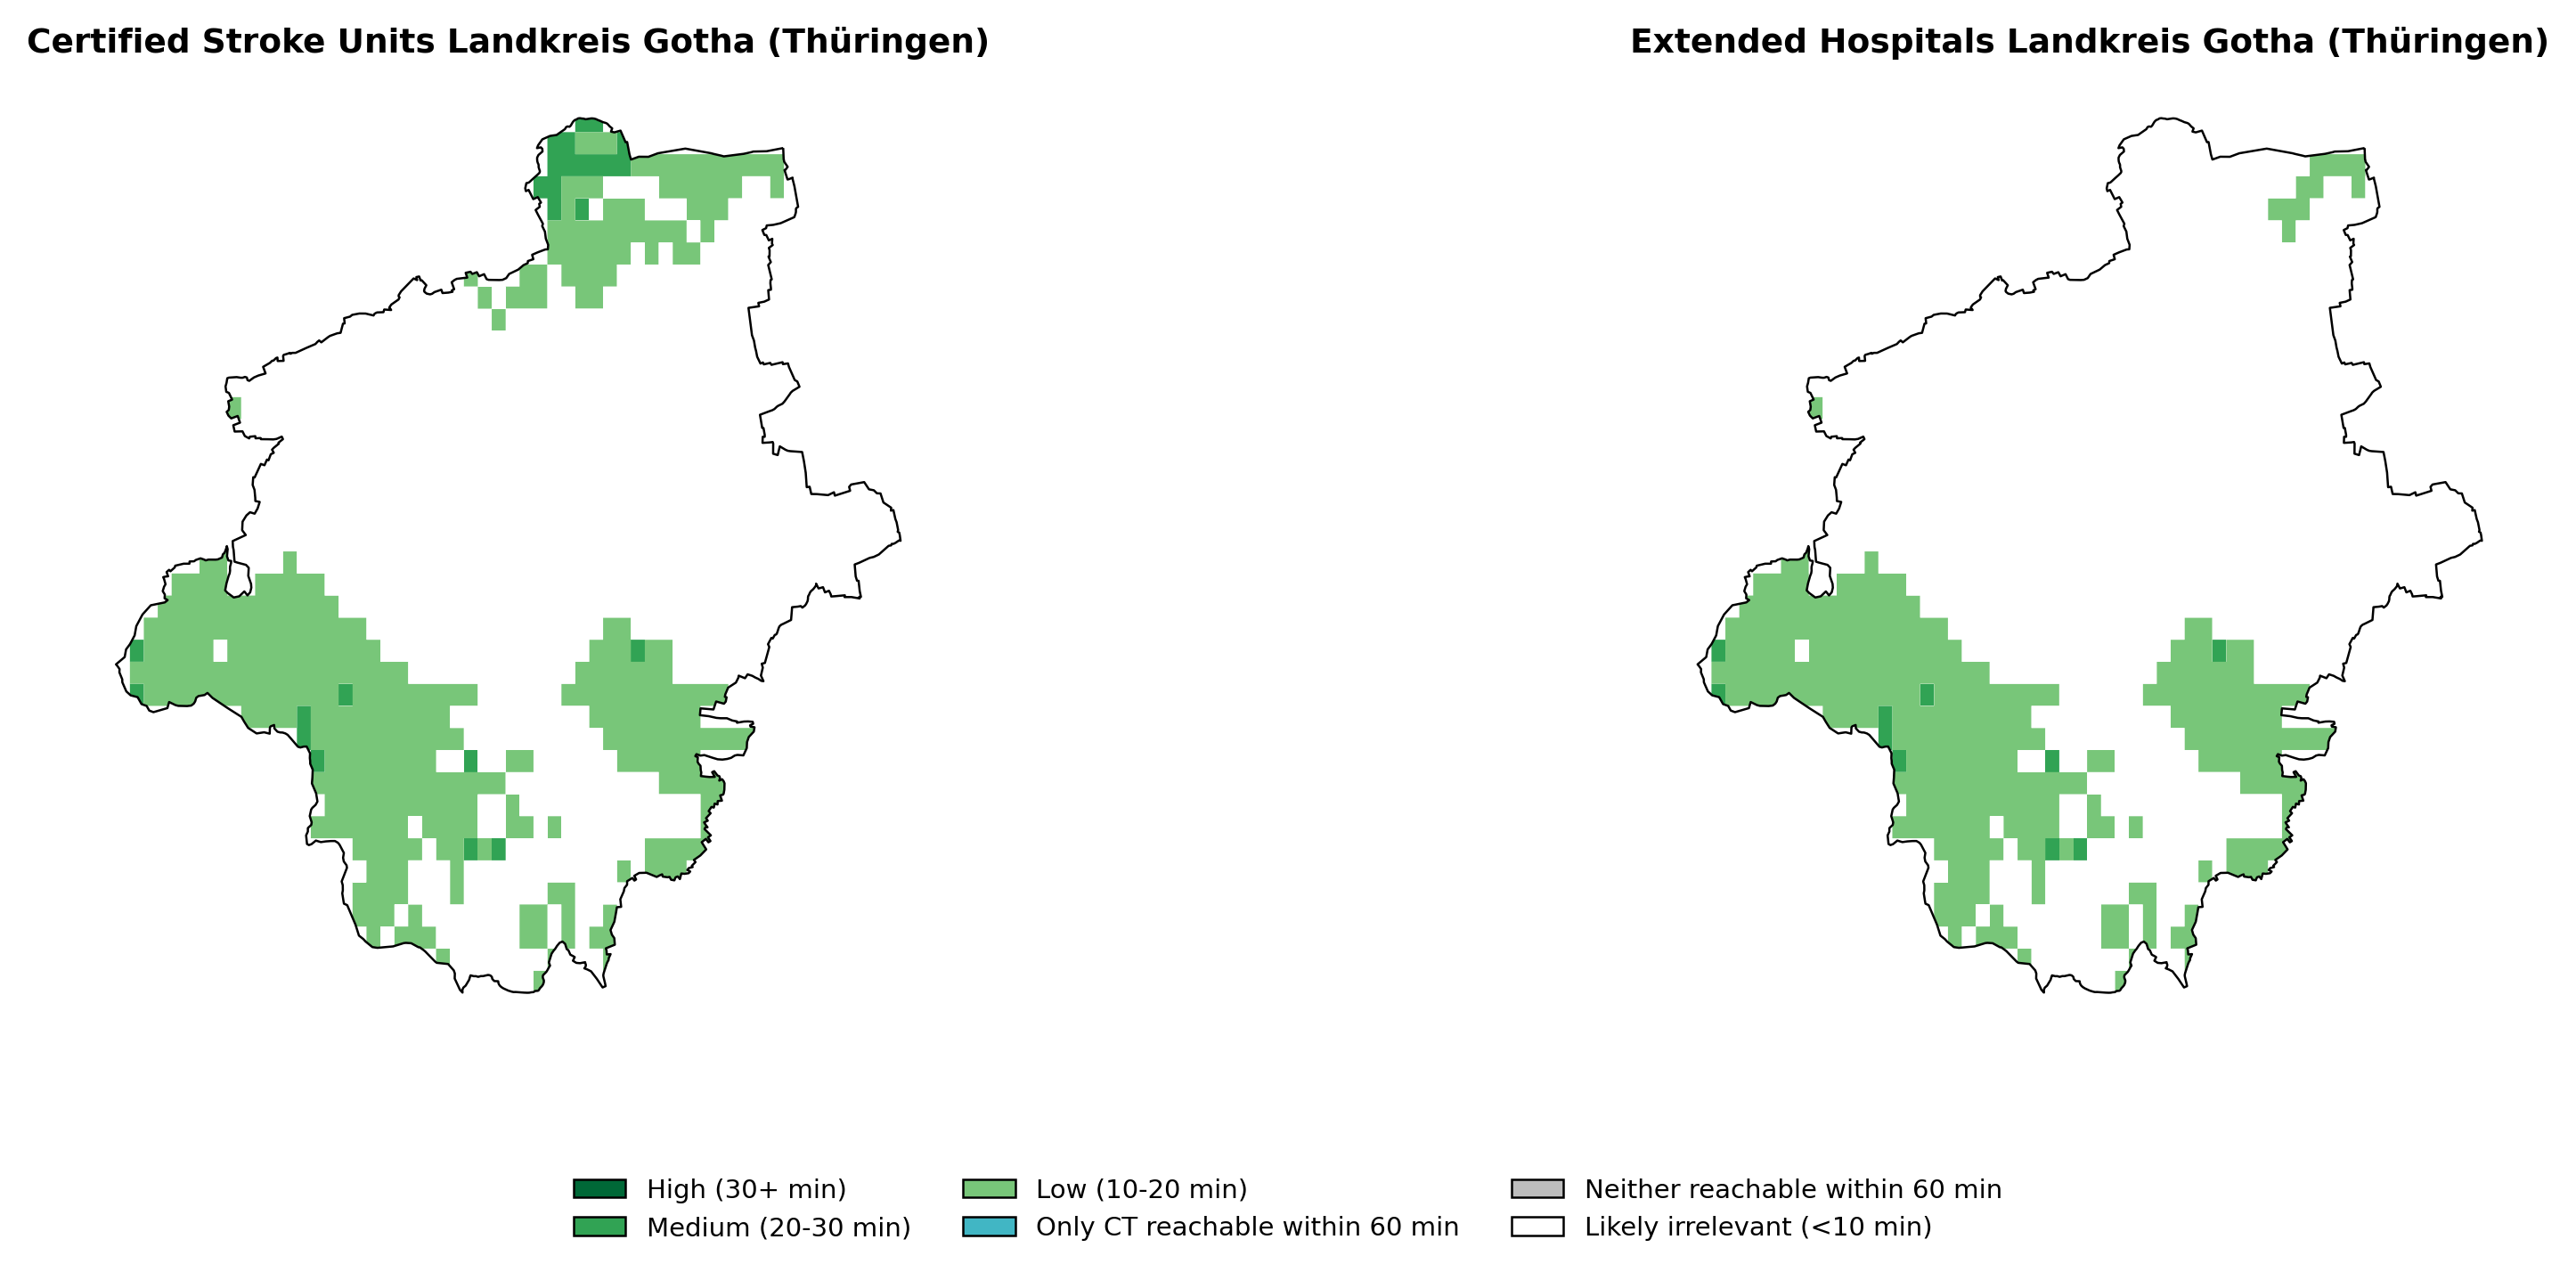 Certified Stroke Units Landkreis Gotha (Thüringen)
Extended Hospitals Landkreis Gotha (Thüringen)
High (30+ min)
Medium (20-30 min)
Low (10-20 min)
Only CT reachable within 60 min
Neither reachable within 60 min
Likely irrelevant (<10 min)